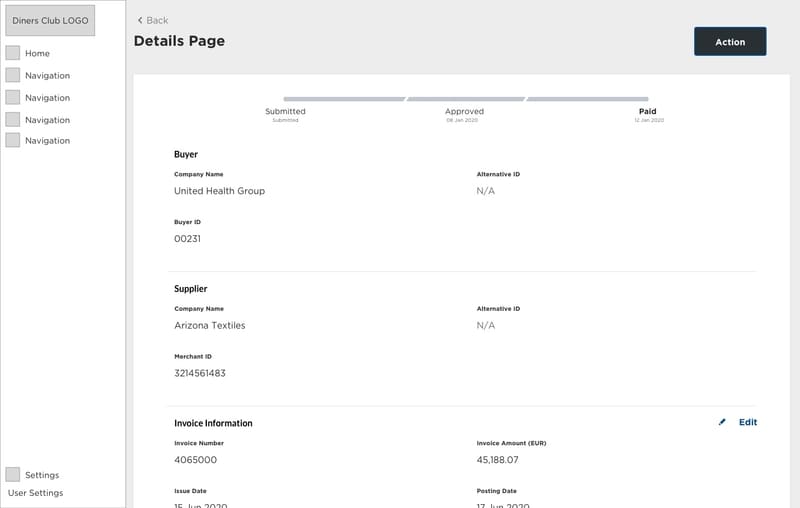 Diners Club LOGO
Home
Navigation
Navigation
Navigation
Navigation
Settings
User Settings
Back
Details Page
Action
Submitted
Submitted
Approved
08 Jan 2020
Paid
12 Jan 2020
Buyer
Company Name
United Health Group
Alternative ID
N/A
Buyer ID
00231
Supplier
Company Name
Arizona Textiles
Alternative ID
N/A
Merchant ID
3214561483
Invoice Information
Edit
Invoice Number
4065000
Invoice Amount (EUR)
45,188.07
Issue Date
15 Jun 2020
Posting Date
17 Jun 2020